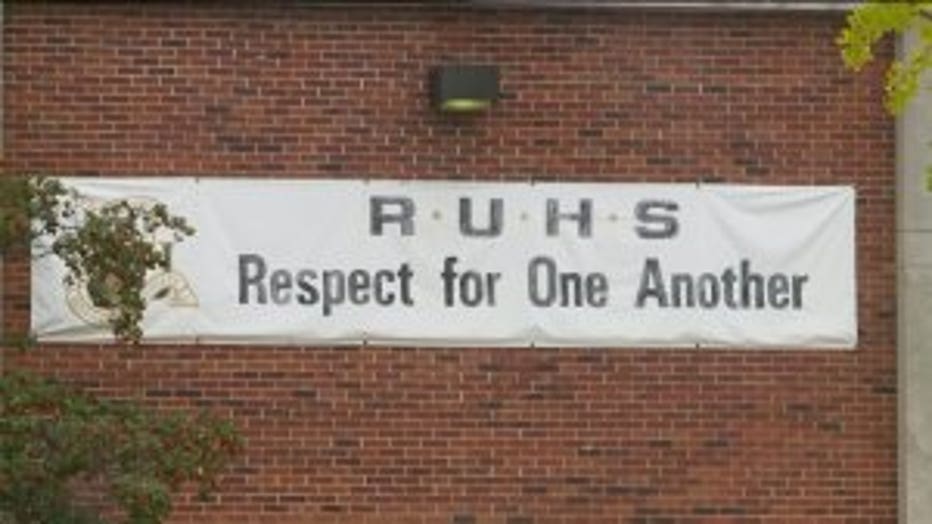 R·U·H·S
Respect for One Another